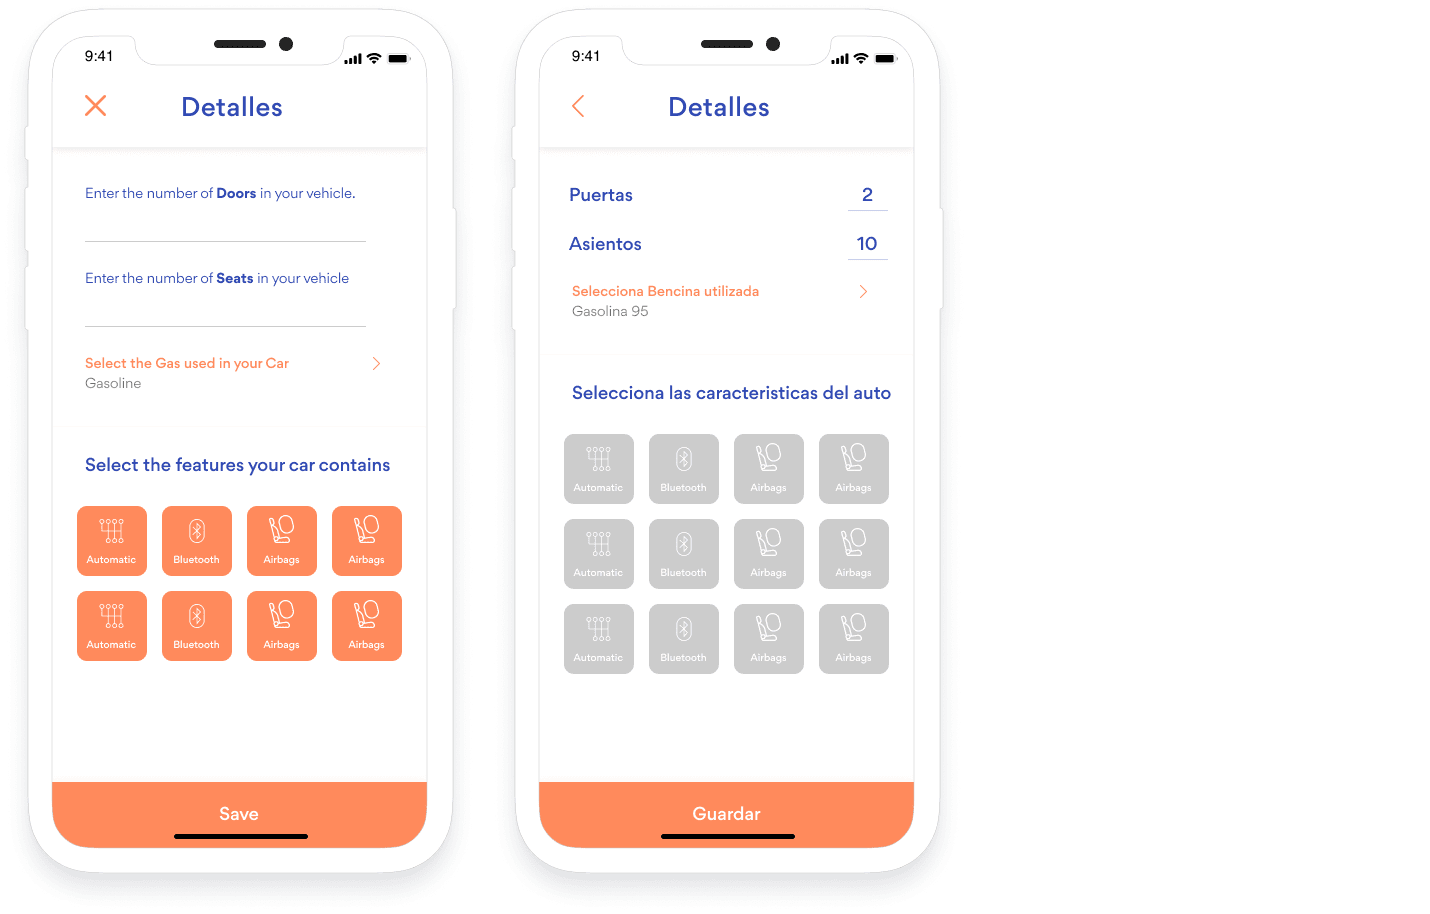 9:41
Detalles
Enter the number of Doors in your vehicle.
Enter the number of Seats in your vehicle
Select the Gas used in your Car
Gasoline
Select the features your car contains
Automatic Bluetooth Airbags Airbags
Automatic Bluetooth Airbags Airbags
Save
9:41
Detalles
Puertas 2
Asientos 10
Selecciona Bencina utilizada
Gasolina 95
Selecciona las caracteristicas del auto
Automatic Bluetooth Airbags Airbags
Automatic Bluetooth Airbags Airbags
Automatic Bluetooth Airbags Airbags
Guardar